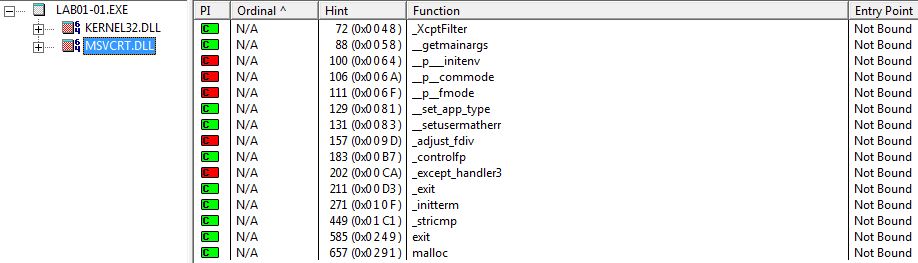 LAB01-01.EXE
KERNEL32.DLL
MSVCRT.DLL
PI Ordinal ^ Hint Function Entry Point
C N/A 72 (0x0048) _XcptFilter Not Bound
C N/A 88 (0x0058) __getmainargs Not Bound
C N/A 100 (0x0064) __p___initenv Not Bound
C N/A 106 (0x006A) __p__commode Not Bound
C N/A 111 (0x006F) __p__fmode Not Bound
C N/A 129 (0x0081) __set_app_type Not Bound
C N/A 131 (0x0083) __setusermatherr Not Bound
C N/A 157 (0x009D) _adjust_fdiv Not Bound
C N/A 183 (0x00B7) _controlfp Not Bound
C N/A 202 (0x00CA) _except_handler3 Not Bound
C N/A 211 (0x00D3) _exit Not Bound
C N/A 271 (0x010F) _initterm Not Bound
C N/A 449 (0x01C1) _stricmp Not Bound
C N/A 585 (0x0249) exit Not Bound
C N/A 657 (0x0291) malloc Not Bound